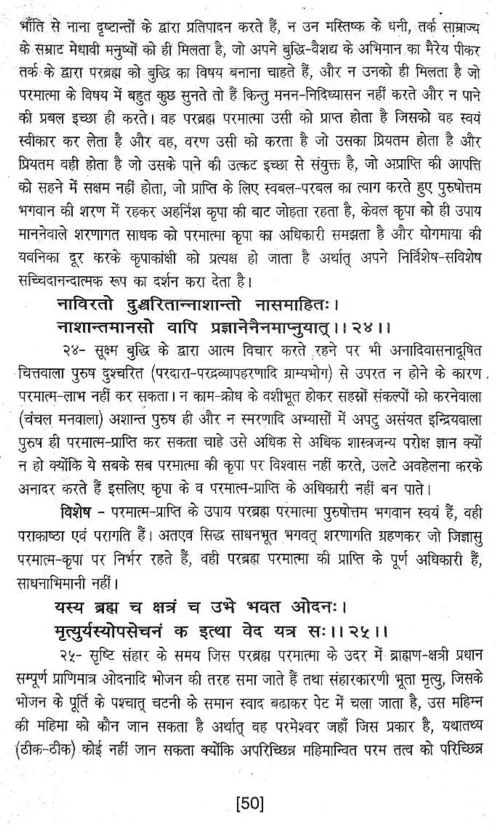 भाँति से नाना दृष्टान्तों के द्वारा प्रतिपादन करते हैं, न उन मस्तिष्क के धनी, तर्क साम्राज्य
के सम्राट मेधावी मनुष्यों को ही मिलता है, जो अपने बुद्धि-वैशद्य के अभिमान का मैरेय पीकर
तर्क के द्वारा परब्रह्म को बुद्धि का विषय बनाना चाहते हैं, और न उनको ही मिलता है जो
परमात्मा के विषय में बहुत कुछ सुनते तो हैं किन्तु मनन-निदिध्यासन नहीं करते और न पाने
की प्रबल इच्छा ही करते। वह परब्रह्म परमात्मा उसी को प्राप्त होता है जिसको वह स्वयं
स्वीकार कर लेता है और वह, वरण उसी को करता है जो उसका प्रियतम होता है और
प्रियतम वही होता है जो उसके पाने की उत्कट इच्छा से संयुक्त है, जो अप्राप्ति की आपत्ति
को सहने में सक्षम नहीं होता, जो प्राप्ति के लिए स्वबल-परबल का त्याग करते हुए पुरुषोत्तम
भगवान की शरण में रहकर अहर्निश कृपा की बाट जोहता रहता है, केवल कृपा को ही उपाय
माननेवाले शरणागत साधक को परमात्मा कृपा का अधिकारी समझता है और योगमाया की
यवनिका दूर करके कृपाकांक्षी को प्रत्यक्ष हो जाता है अर्थात् अपने निर्विशेष-सविशेष
सच्चिदानन्दात्मक रूप का दर्शन करा देता है।
नाविरतो दुश्चरितान्नाशान्तो नासमाहितः।
नाशान्तमानसो वापि प्रज्ञानेनैनमाप्नुयात्।।२४।।
२४- सूक्ष्म बुद्धि के द्वारा आत्म विचार करते रहने पर भी अनादिवासनादूषित
चित्तवाला पुरुष दुश्चरित (परदारा-परद्रव्यापहरणादि ग्राम्यभोग) से उपरत न होने के कारण
परमात्म-लाभ नहीं कर सकता। न काम-क्रोध के वशीभूत होकर सहस्रों संकल्पों को करनेवाला
(चंचल मनवाला) अशान्त पुरुष ही और न स्मरणादि अभ्यासों में अपटु असंयत इन्द्रियवाला
पुरुष ही परमात्म-प्राप्ति कर सकता चाहे उसे अधिक से अधिक शास्त्रजन्य परोक्ष ज्ञान क्यों
न हो क्योंकि ये सबके सब परमात्मा की कृपा पर विश्वास नहीं करते, उलटे अवहेलना करके
अनादर करते हैं इसलिए कृपा के व परमात्म-प्राप्ति के अधिकारी नहीं बन पाते।
विशेष - परमात्म-प्राप्ति के उपाय परब्रह्म परमात्मा पुरुषोत्तम भगवान स्वयं हैं, वही
पराकाष्ठा एवं परागति हैं। अतएव सिद्ध साधनभूत भगवत् शरणागति ग्रहणकर जो जिज्ञासु
परमात्म-कृपा पर निर्भर रहते हैं, वही परब्रह्म परमात्मा की प्राप्ति के पूर्ण अधिकारी हैं,
साधनाभिमानी नहीं।
यस्य ब्रह्म च क्षत्रं च उभे भवत ओदनः।
मृत्युर्यस्योपसेचनं क इत्था वेद यत्र सः।।२५।।
२५- सृष्टि संहार के समय जिस परब्रह्म परमात्मा के उदर में ब्राह्मण-क्षत्री प्रधान
सम्पूर्ण प्राणिमात्र ओदनादि भोजन की तरह समा जाते हैं तथा संहारकारणी भूता मृत्यु, जिसके
भोजन के पूर्ति के पश्चात् चटनी के समान स्वाद बढाकर पेट में चला जाता है, उस महिम्न
की महिमा को कौन जान सकता है अर्थात् वह परमेश्वर जहाँ जिस प्रकार है, यथातथ्य
(ठीक-ठीक) कोई नहीं जान सकता क्योंकि अपरिच्छिन्न महिमान्वित परम तत्व को परिच्छिन्न
[50]